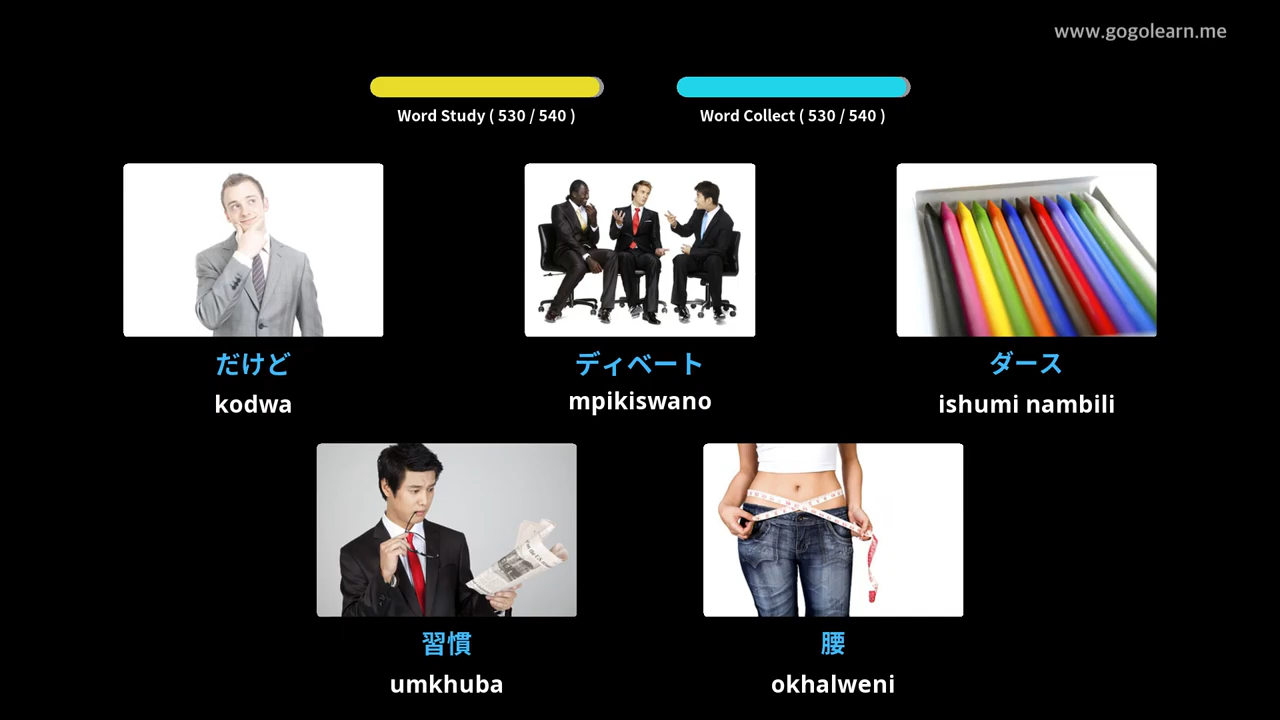 www.gogolearn.me
Word Study ( 530 / 540 )
Word Collect ( 530 / 540 )
だけど
kodwa
ディベート
mpikiswano
ダース
ishumi nambili
習慣
umkhuba
腰
okhalweni